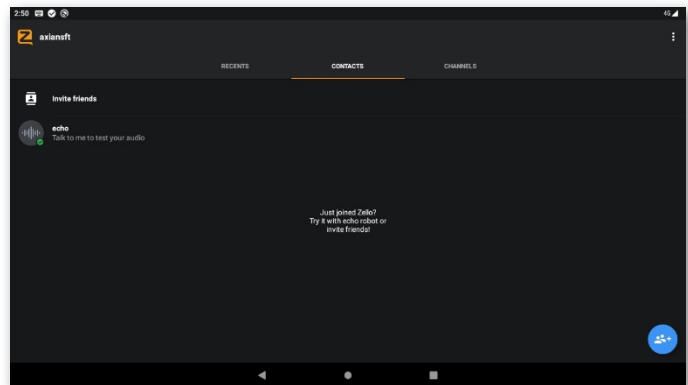 2:50
4G
axiansft
RECENTS
CONTACTS
CHANNELS
Invite friends
echo
Talk to me to test your audio
Just joined Zello?
Try it with echo robot or
invite friends!